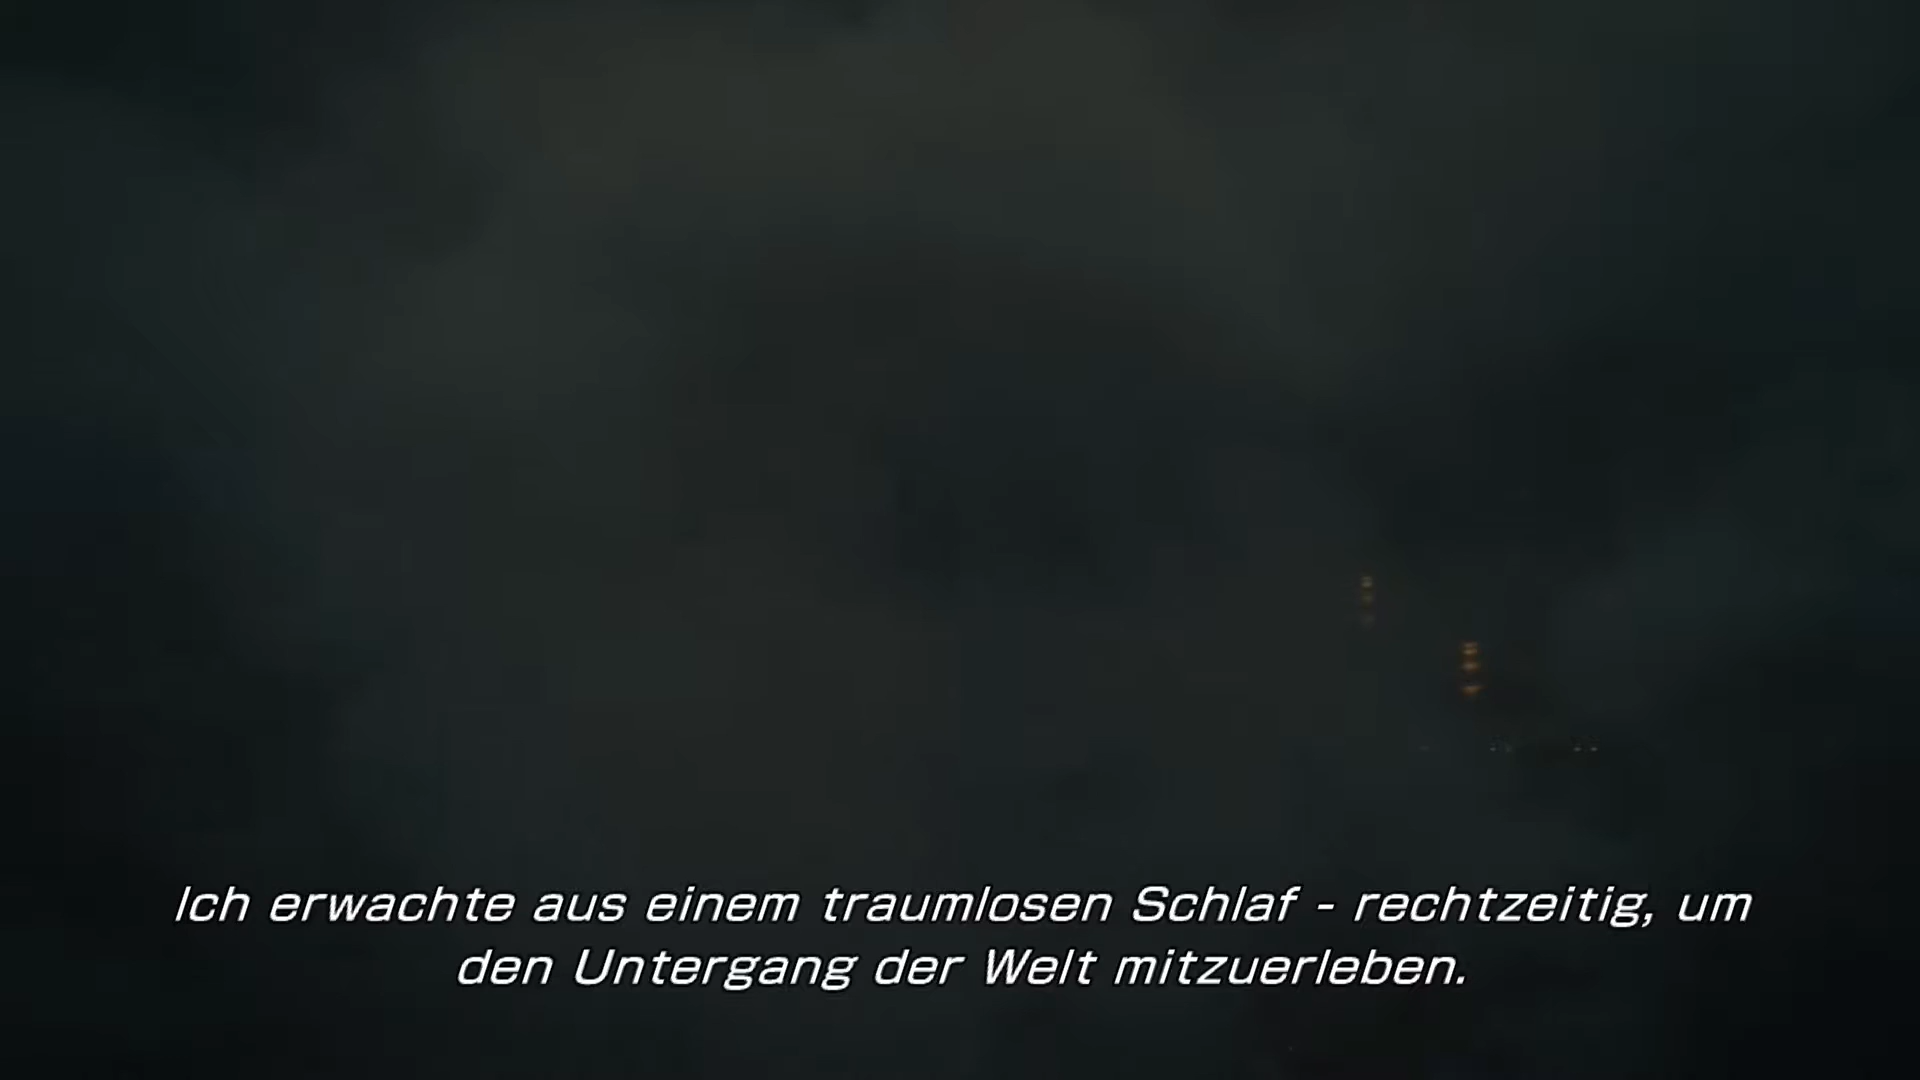 Ich erwachte aus einem traumlosen Schlaf - rechtzeitig, um
den Untergang der Welt mitzuerleben.